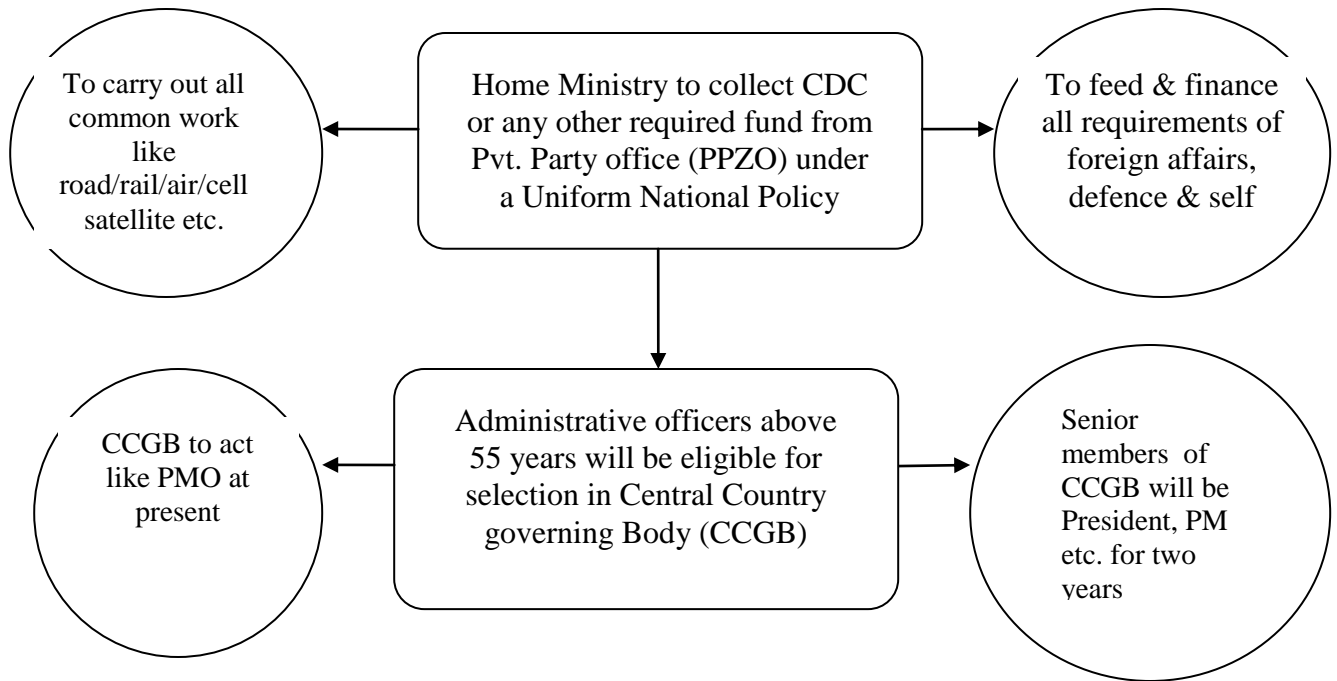 To carry out all
common work
like
road/rail/air/cell
satellite etc.
Home Ministry to collect CDC
or any other required fund from
Pvt. Party office (PPZO) under
a Uniform National Policy
To feed & finance
all requirements of
foreign affairs,
defence & self
CCGB to act
like PMO at
present
Administrative officers above
55 years will be eligible for
selection in Central Country
governing Body (CCGB)
Senior
members of
CCGB will be
President, PM
etc. for two
years